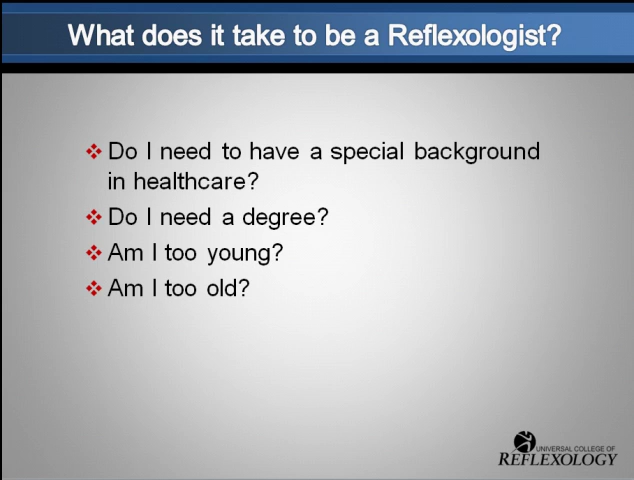 What does it take to be a Reflexologist?
Do I need to have a special background
in healthcare?
Do I need a degree?
Am I too young?
Am I too old?
UNIVERSAL COLLEGE OF
REFLEXOLOGY